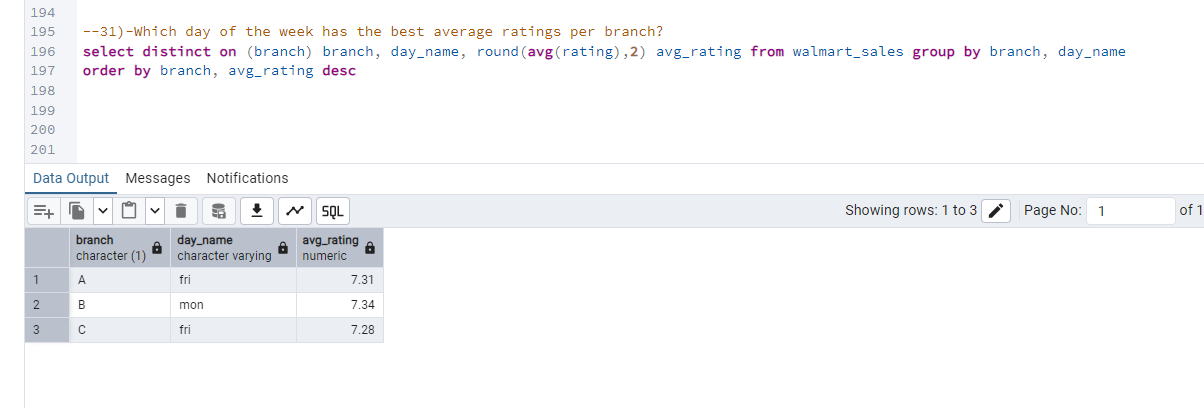 194
195 --31)-Which day of the week has the best average ratings per branch?
196 select distinct on (branch) branch, day_name, round(avg(rating),2) avg_rating from walmart_sales group by branch, day_name
197 order by branch, avg_rating desc
198
199
200
201
Data Output Messages Notifications
SQL Showing rows: 1 to 3 Page No: 1 of 1
branch day_name avg_rating
character (1) character varying numeric
1 A fri 7.31
2 B mon 7.34
3 C fri 7.28